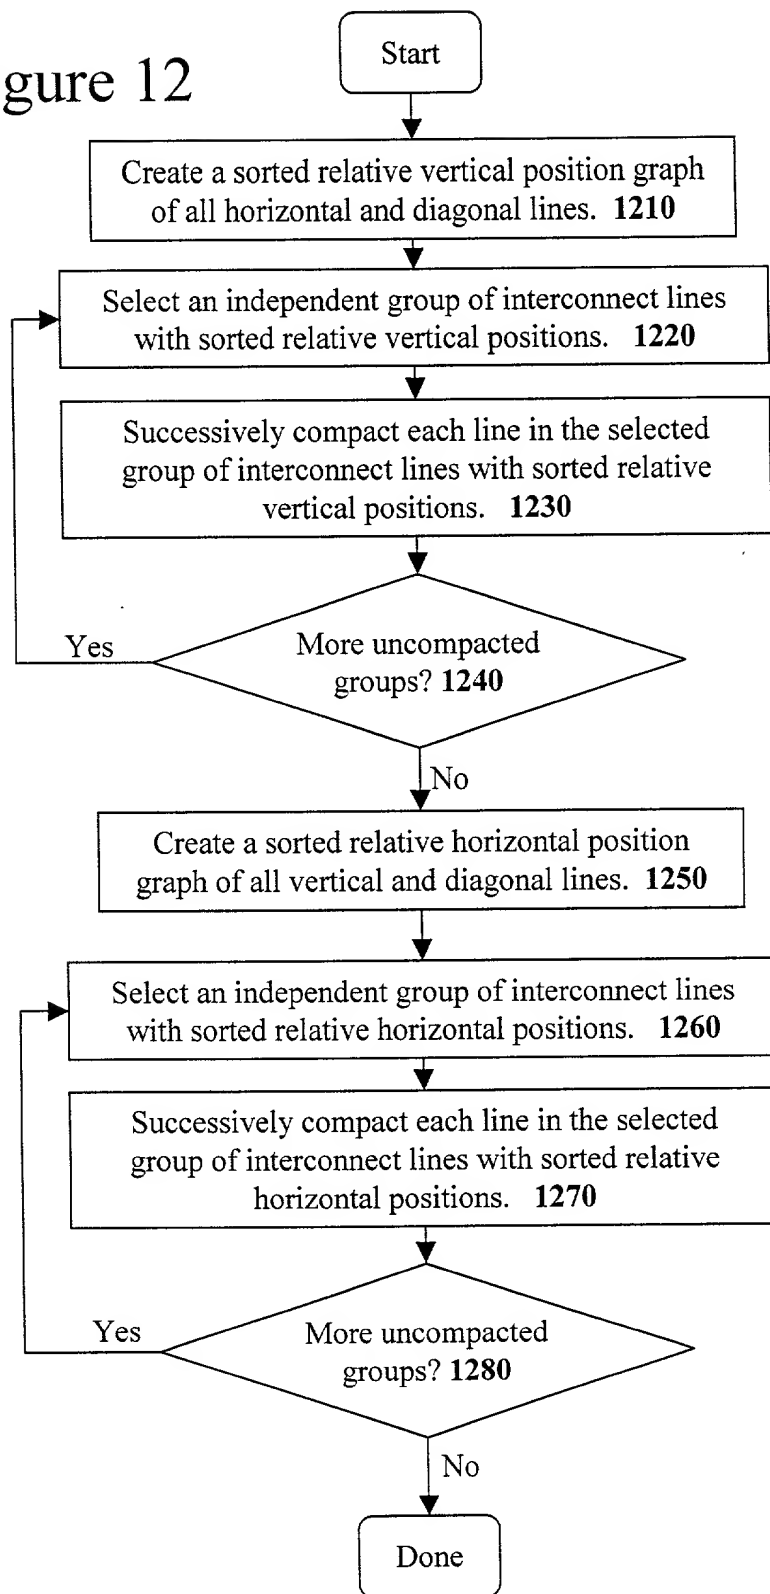 Start
gure 12
Create a sorted relative vertical position graph
of all horizontal and diagonal lines. 1210
Select an independent group of interconnect lines
with sorted relative vertical positions. 1220
Successively compact each line in the selected
group of interconnect lines with sorted relative
vertical positions. 1230
Yes
More uncompacted
groups? 1240
No
Create a sorted relative horizontal position
graph of all vertical and diagonal lines. 1250
Select an independent group of interconnect lines
with sorted relative horizontal positions. 1260
Successively compact each line in the selected
group of interconnect lines with sorted relative
horizontal positions. 1270
Yes
More uncompacted
groups? 1280
No
Done